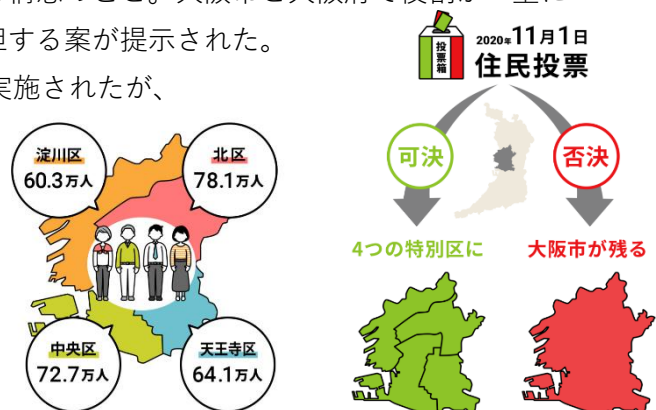 担する案が提示された。
実施されたが、
淀川区
60.3万人
北区
78.1万人
中央区
72.7万人
天王寺区
64.1万人
投票箱
2020年11月1日
住民投票
可決
否決
4つの特別区に
大阪市が残る